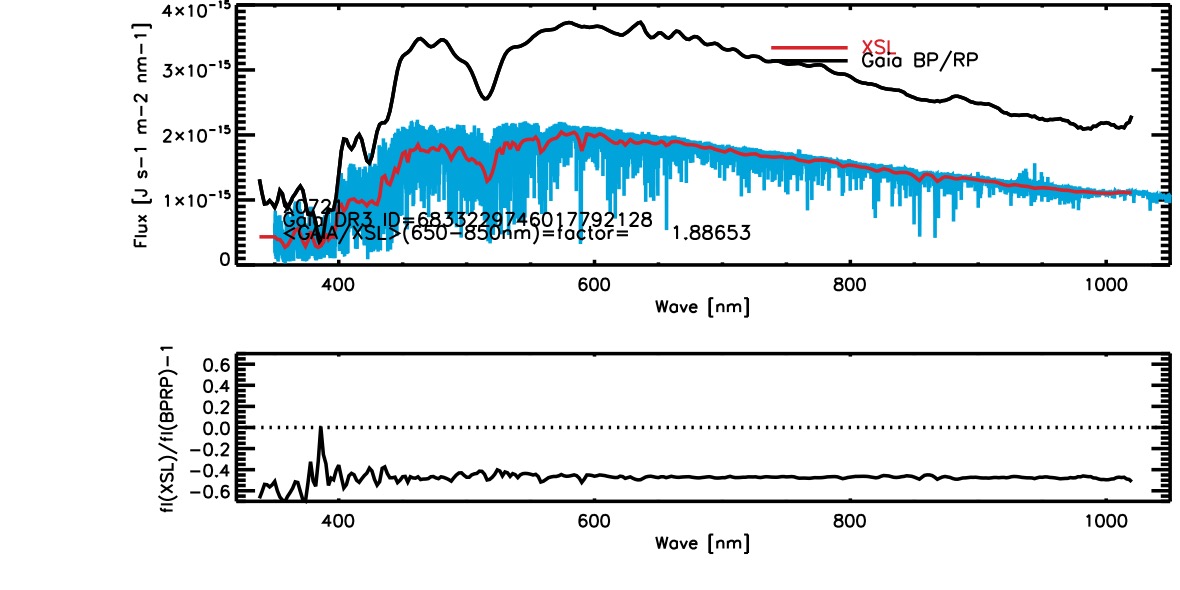 4×10−15
3×10−15
2×10−15
1×10−15
0
Flux [J s−1 m−2 nm−1]
XSL
Gaia BP/RP
Gaia DR3 ID=6833229746017792128
<GAIA/XSL>(650−850nm)=factor= 1.88653
400 600 800 1000
Wave [nm]
0.6
0.4
0.2
0.0
−0.2
−0.4
−0.6
fl(XSL)/fl(BPRP)−1
400 600 800 1000
Wave [nm]